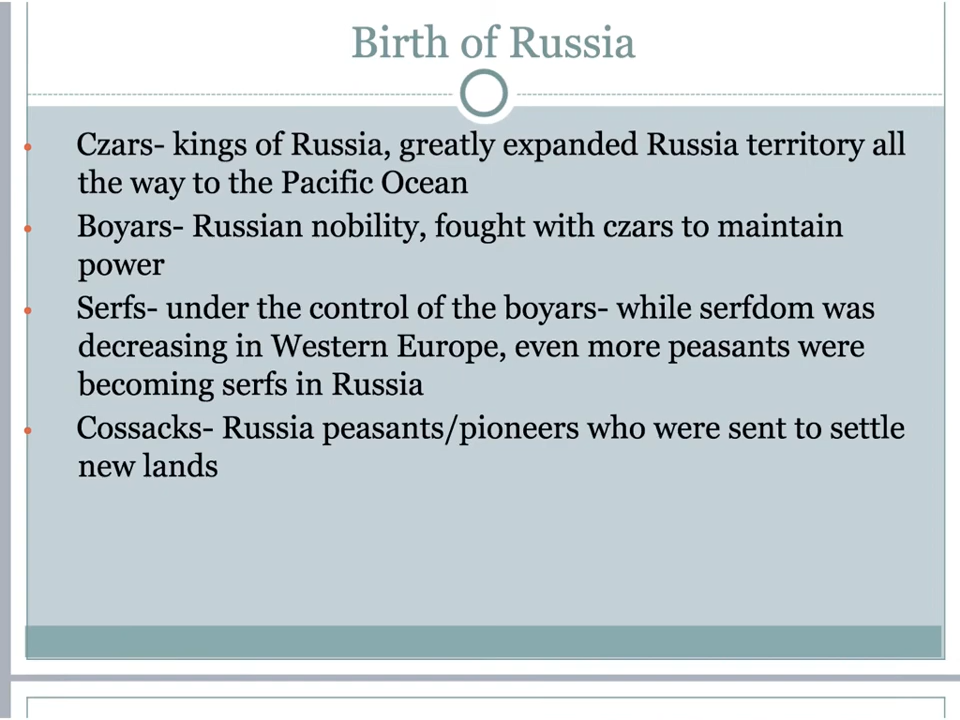 Birth of Russia
• Czars- kings of Russia, greatly expanded Russia territory all
the way to the Pacific Ocean
• Boyars- Russian nobility, fought with czars to maintain
power
• Serfs- under the control of the boyars- while serfdom was
decreasing in Western Europe, even more peasants were
becoming serfs in Russia
• Cossacks- Russia peasants/pioneers who were sent to settle
new lands